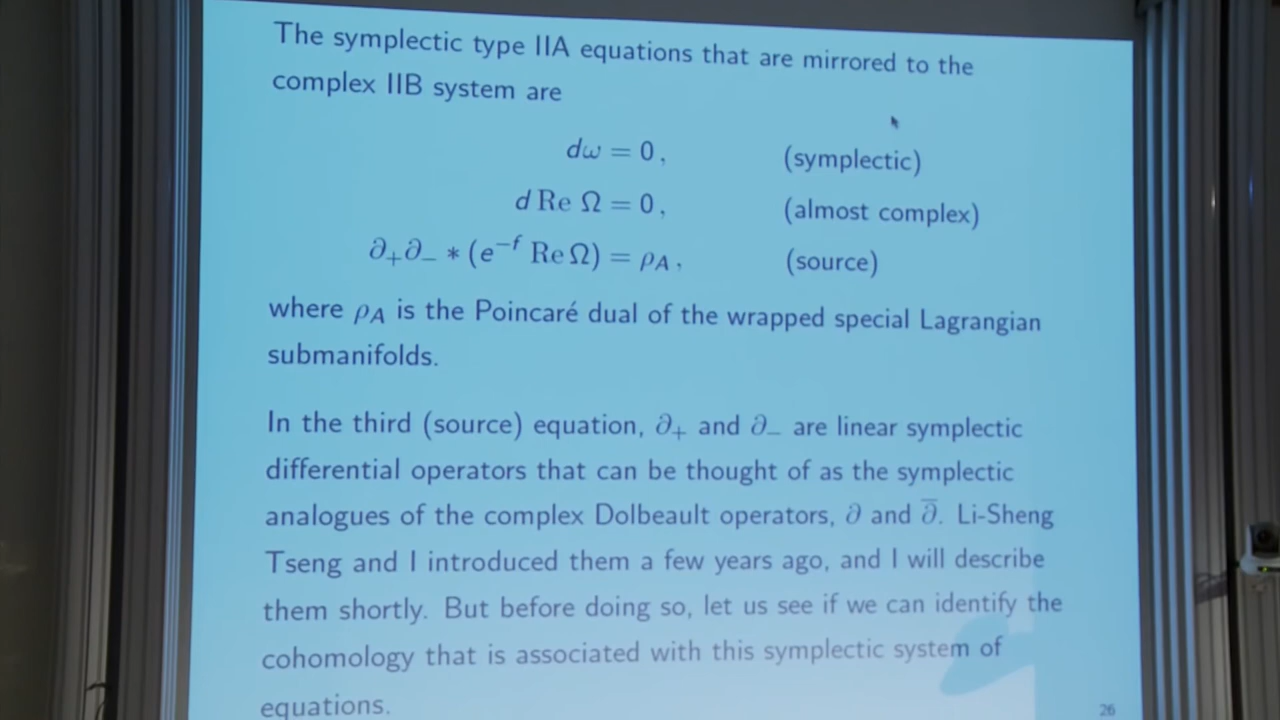 The symplectic type IIA equations that are mirrored to the
complex IIB system are
dω = 0, (symplectic)
d Re Ω = 0, (almost complex)
∂₊∂₋ * (e⁻ᶠ Re Ω) = ρ_A, (source)
where ρ_A is the Poincaré dual of the wrapped special Lagrangian
submanifolds.
In the third (source) equation, ∂₊ and ∂₋ are linear symplectic
differential operators that can be thought of as the symplectic
analogues of the complex Dolbeault operators, ∂ and ∂̄. Li-Sheng
Tseng and I introduced them a few years ago, and I will describe
them shortly. But before doing so, let us see if we can identify the
cohomology that is associated with this symplectic system of
equations.
26